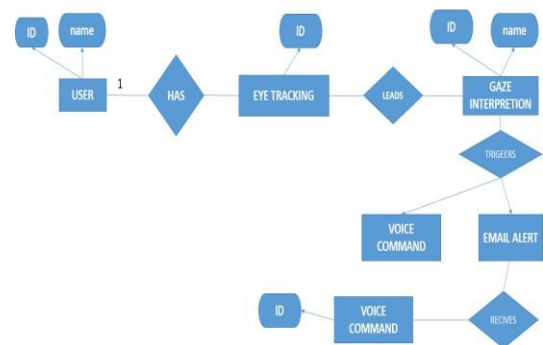 ID
name
ID
ID
name
USER
1
HAS
EYE TRACKING
LEADS
GAZE
INTERPRETION
TRIGEERS
VOICE
COMMAND
EMAIL ALERT
ID
VOICE
COMMAND
RECIVES